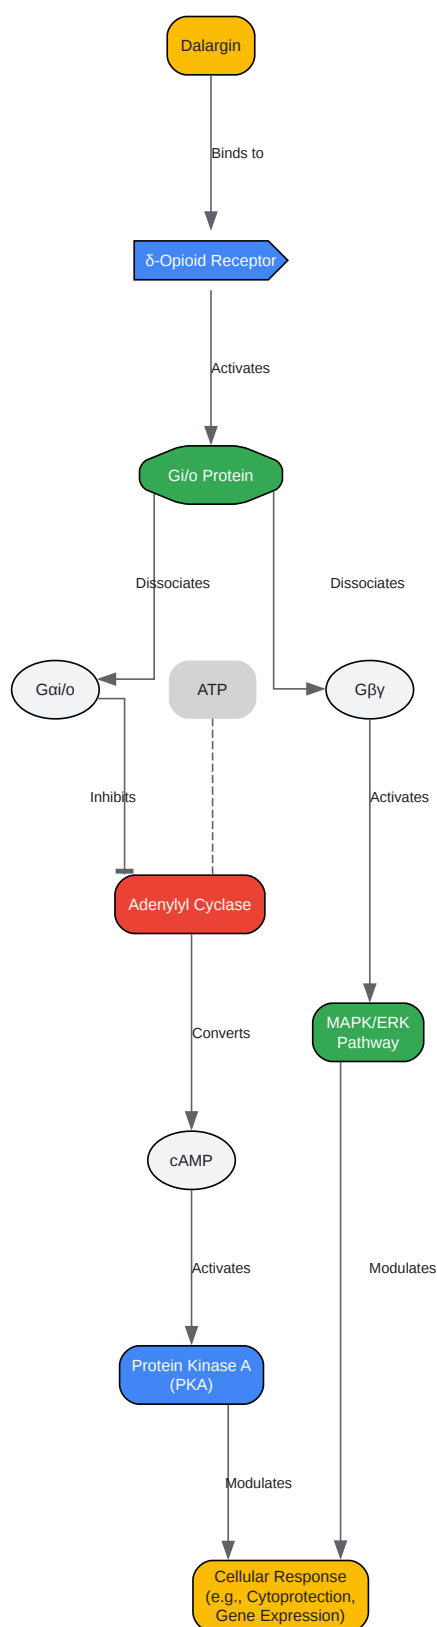 Dalargin
Binds to
δ-Opioid Receptor
Activates
Gi/o Protein
Dissociates
Dissociates
Gαi/o
ATP
Gβγ
Inhibits
Activates
Adenylyl Cyclase
MAPK/ERK
Pathway
Converts
cAMP
Activates
Modulates
Protein Kinase A
(PKA)
Modulates
Cellular Response
(e.g., Cytoprotection,
Gene Expression)